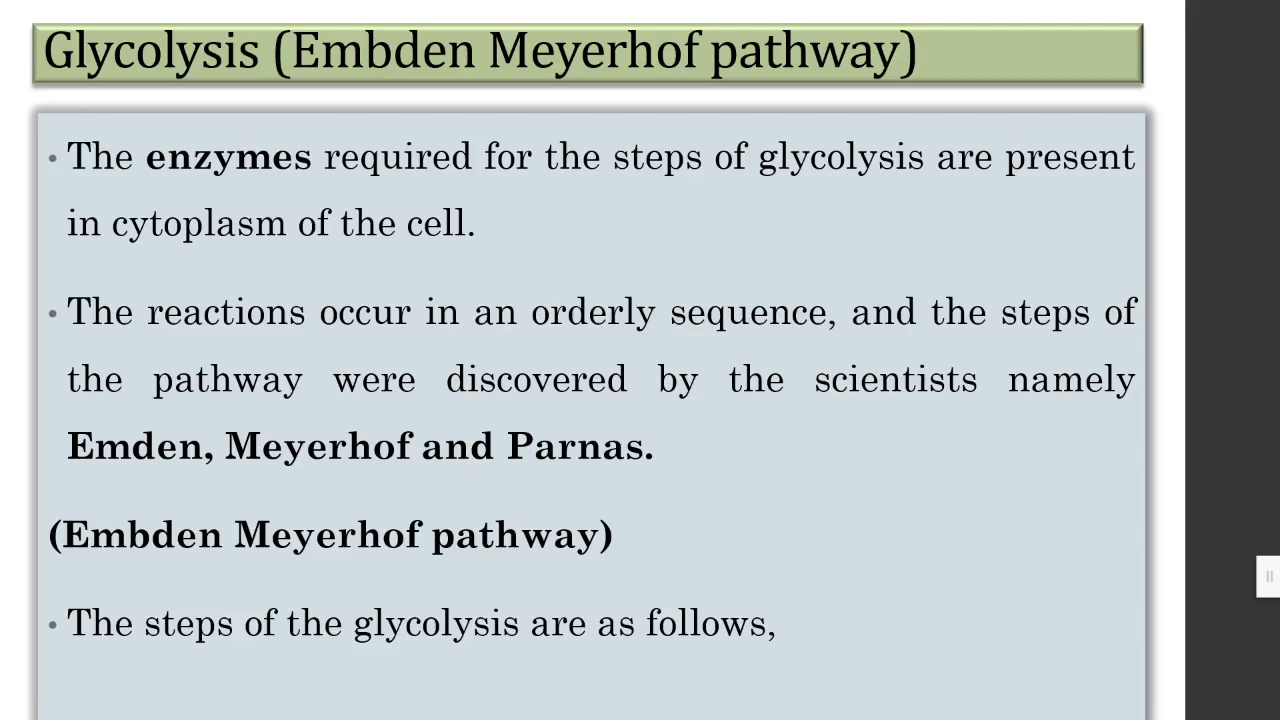 Glycolysis (Embden Meyerhof pathway)
• The enzymes required for the steps of glycolysis are present
in cytoplasm of the cell.
• The reactions occur in an orderly sequence, and the steps of
the pathway were discovered by the scientists namely
Emden, Meyerhof and Parnas.
(Embden Meyerhof pathway)
• The steps of the glycolysis are as follows,